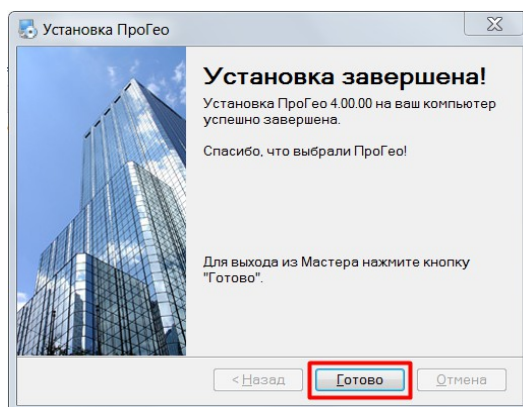 Установка ПроГео
Установка завершена!
Установка ПроГео 4.00.00 на ваш компьютер
успешно завершена.
Спасибо, что выбрали ПроГео!
Для выхода из Мастера нажмите кнопку
"Готово".
< Назад Готово Отмена